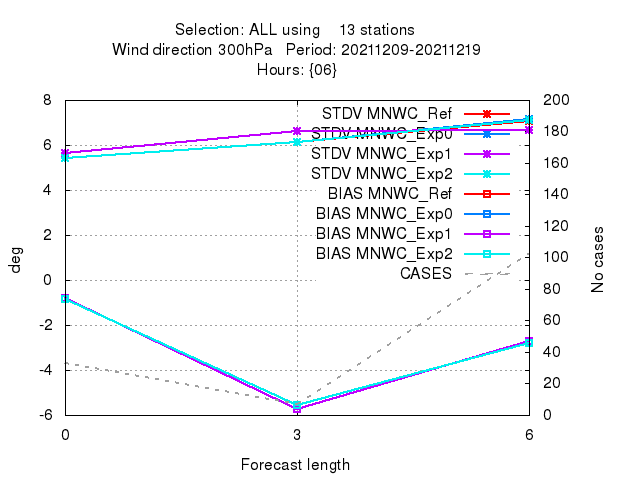 Selection: ALL using    13 stations
Wind direction 300hPa   Period: 20211209-20211219
Hours: {06}
8
6
4
2
0
-2
-4
-6
deg
200
180
160
140
120
100
80
60
40
20
0
No cases
STDV MNWC_Ref
STDV MNWC_Exp0
STDV MNWC_Exp1
STDV MNWC_Exp2
BIAS MNWC_Ref
BIAS MNWC_Exp0
BIAS MNWC_Exp1
BIAS MNWC_Exp2
CASES
0
3
6
Forecast length